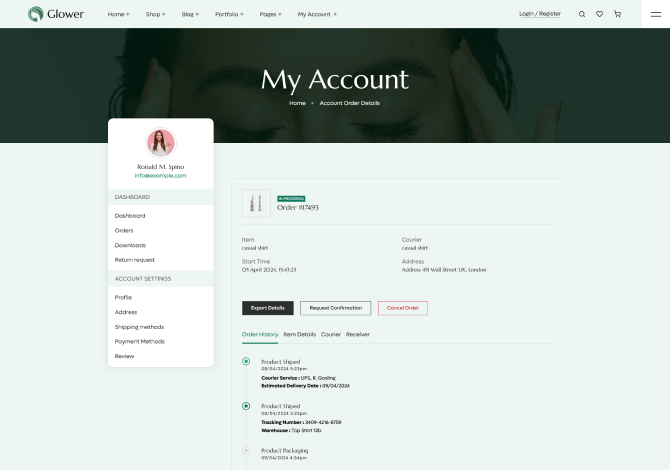 Glower
Home + Shop + Blog + Portfolio + Pages + My Account +
Login / Register
My Account
Home + Account Order Details
Ronald M. Spino
info@example.com
DASHBOARD
Dashboard
Orders
Downloads
Return request
ACCOUNT SETTINGS
Profile
Address
Shipping methods
Payment Methods
Review
IN PROGRESS
Order #17493
Item
casual shirt
Courier
casual shirt
Start Time
03 April 2024, 15:43:23
Address
Address 451 Wall Street UK, London
Export Details Request Confirmation Cancel Order
Order History Item Details Courier Receiver
Product Shiped
08/04/2024 5:23pm
Courier Service : UPS, R. Gosling
Estimated Delivery Date : 09/04/2024
Product Shiped
08/04/2024 5:23pm
Tracking Number : 3409-4216-8759
Warehouse : Top Shirt 12b
Product Packaging
09/04/2024 4:34pm